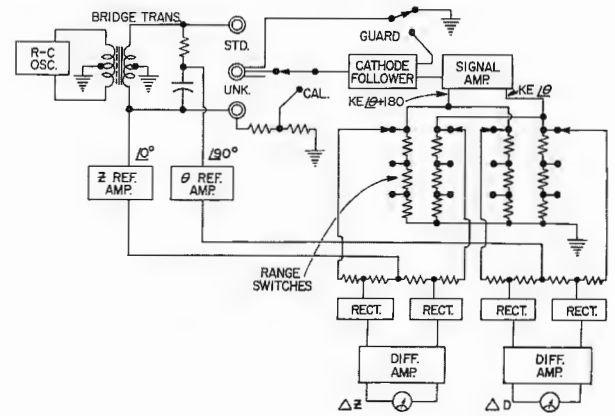 BRIDGE TRANS.
R-C
OSC.
STD.
UNK.
CAL.
GUARD
CATHODE
FOLLOWER
SIGNAL
AMP.
KE /θ+180
KE /θ
/0°
/90°
Z REF.
AMP.
θ REF.
AMP.
RANGE
SWITCHES
RECT.
RECT.
RECT.
RECT.
DIFF.
AMP.
DIFF.
AMP.
ΔZ
ΔD